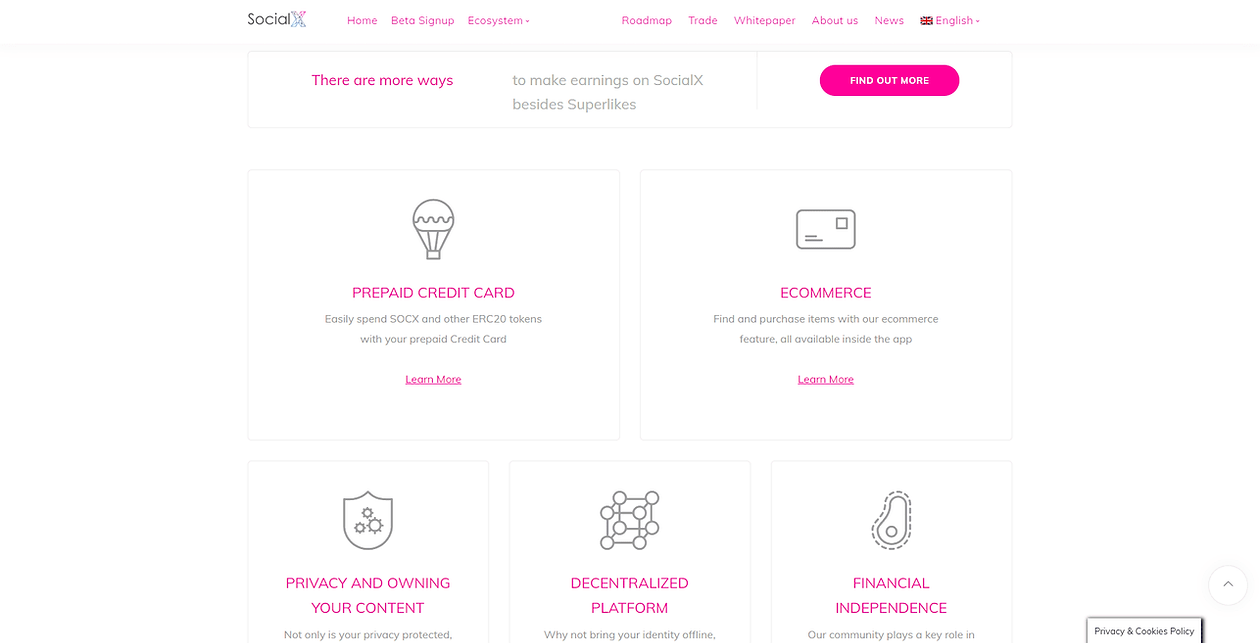 SocialX Home Beta Signup Ecosystem Roadmap Trade Whitepaper About us News English
There are more ways
to make earnings on SocialX
besides Superlikes
FIND OUT MORE
PREPAID CREDIT CARD
Easily spend SOCX and other ERC20 tokens
with your prepaid Credit Card
Learn More
ECOMMERCE
Find and purchase items with our ecommerce
feature, all available inside the app
Learn More
PRIVACY AND OWNING
YOUR CONTENT
Not only is your privacy protected,
DECENTRALIZED
PLATFORM
Why not bring your identity offline,
FINANCIAL
INDEPENDENCE
Our community plays a key role in
Privacy & Cookies Policy